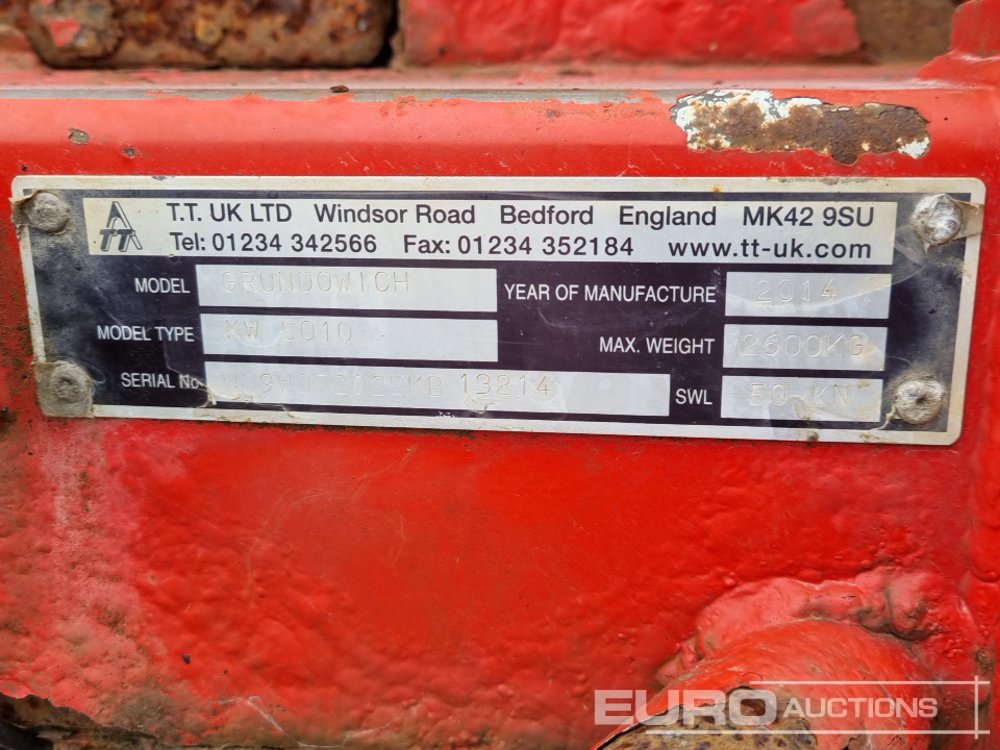 TT T.T. UK LTD Windsor Road Bedford England MK42 9SU
Tel: 01234 342566 Fax: 01234 352184 www.tt-uk.com
MODEL GRUNDOWICH YEAR OF MANUFACTURE 2014
MODEL TYPE KW 5010 MAX. WEIGHT 2600KG
SERIAL No 13214 SWL 50 KN
EURO AUCTIONS